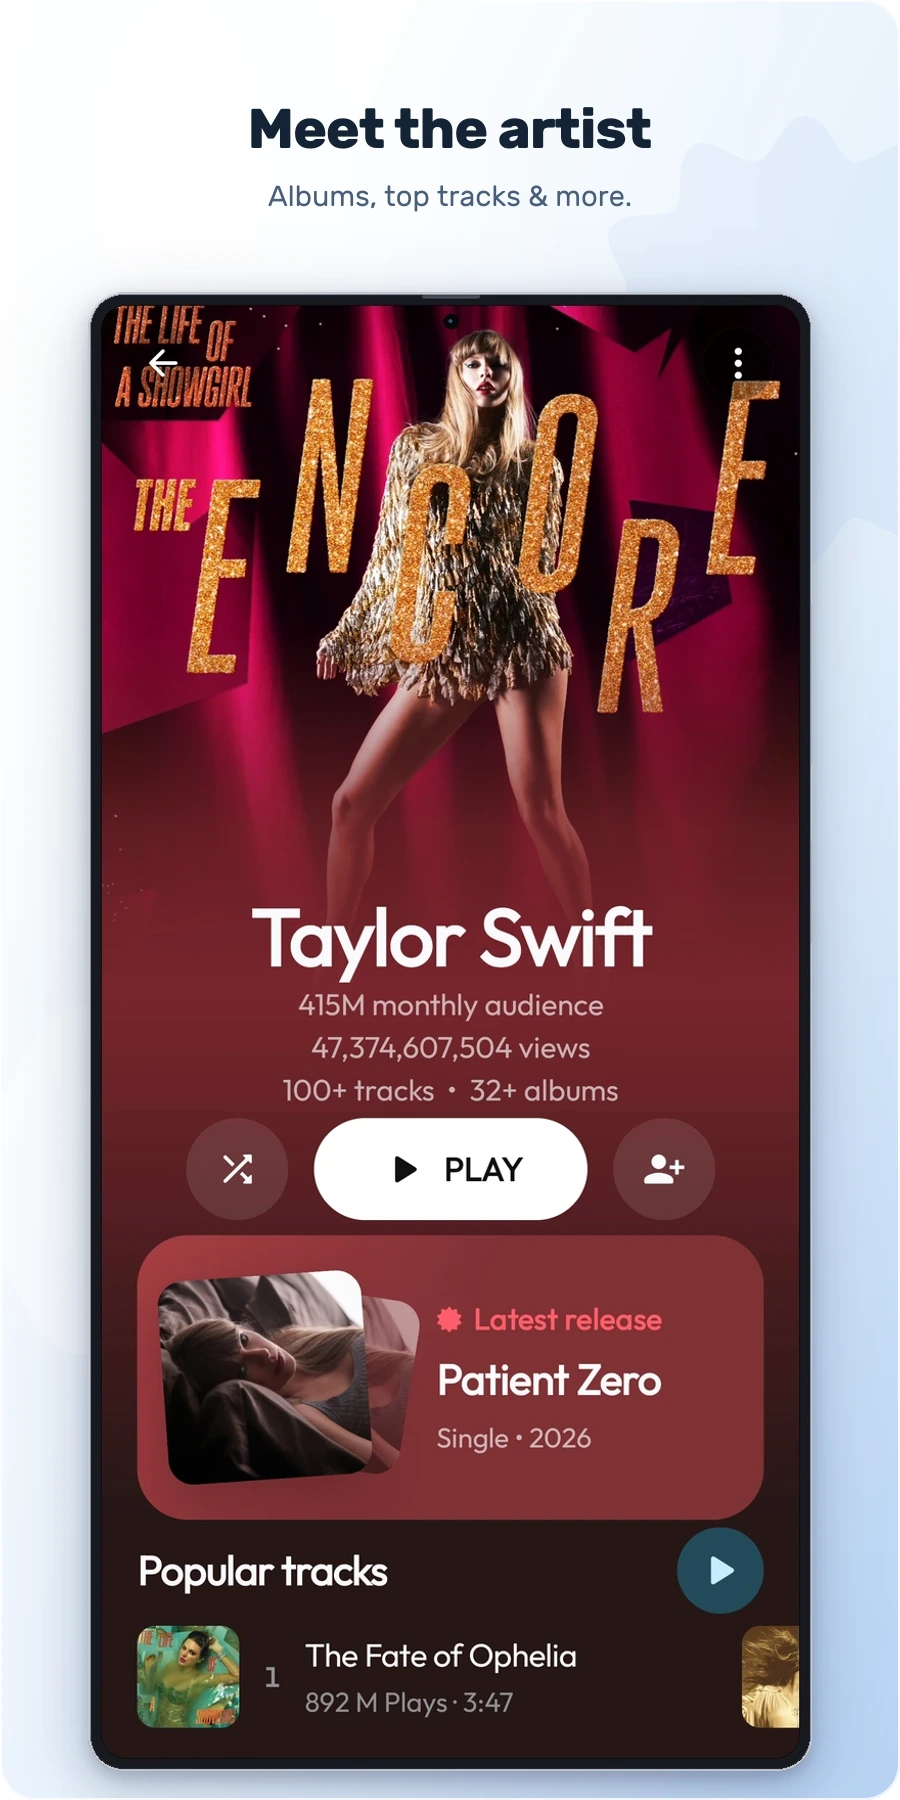 Meet the artist
Albums, top tracks & more.
THE LIFE OF
A SHOWGIRL
THE ENCORE
Taylor Swift
415M monthly audience
47,374,607,504 views
100+ tracks • 32+ albums
PLAY
Latest release
Patient Zero
Single • 2026
Popular tracks
1
The Fate of Ophelia
892 M Plays · 3:47